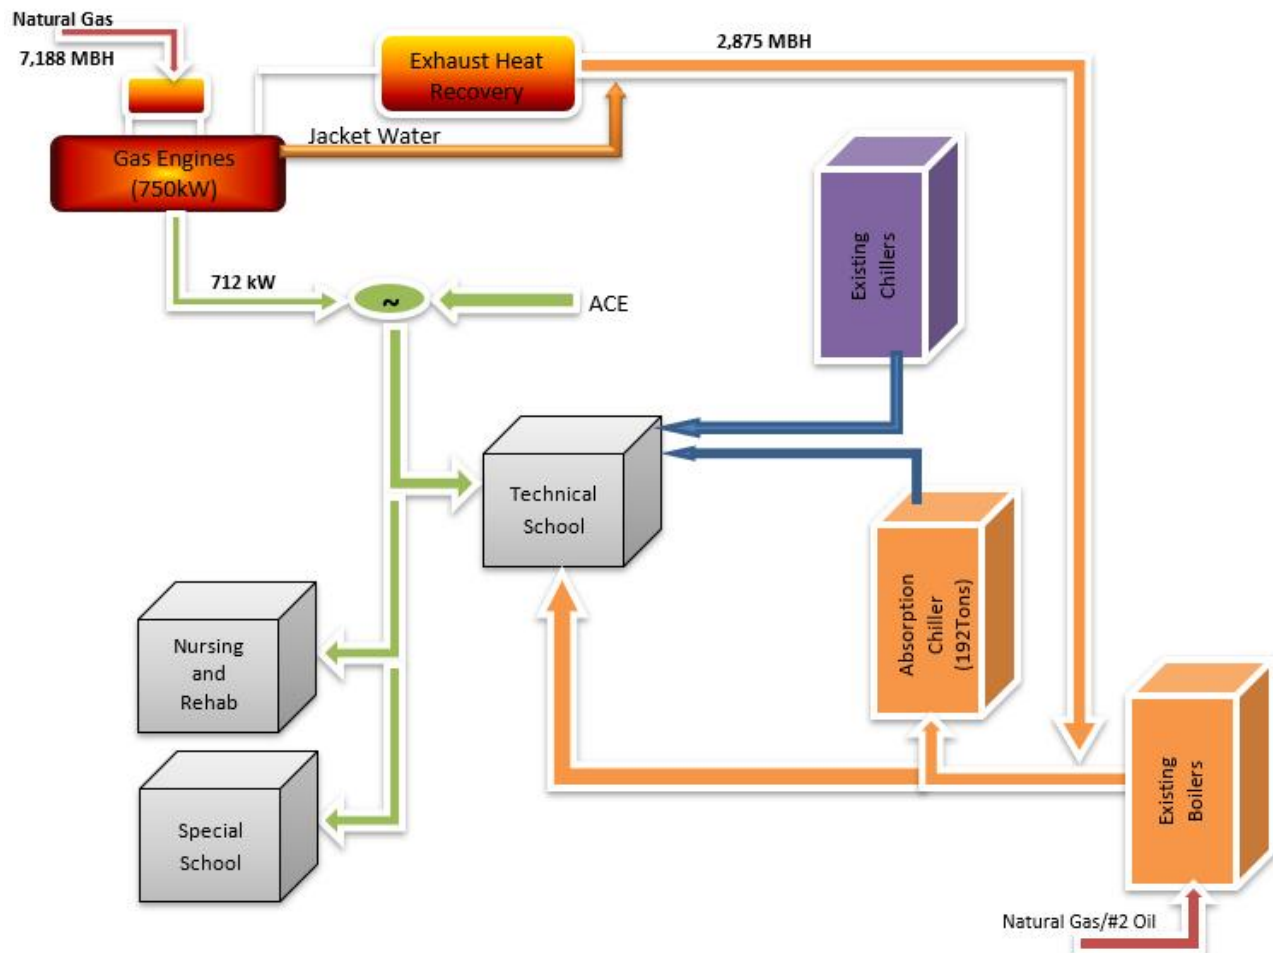 Natural Gas
7,188 MBH
Exhaust Heat
Recovery
2,875 MBH
Jacket Water
Gas Engines
(750kW)
712 kW
~
ACE
Existing
Chillers
Technical
School
Absorption
Chiller
(192Tons)
Nursing
and
Rehab
Special
School
Existing
Boilers
Natural Gas/#2 Oil